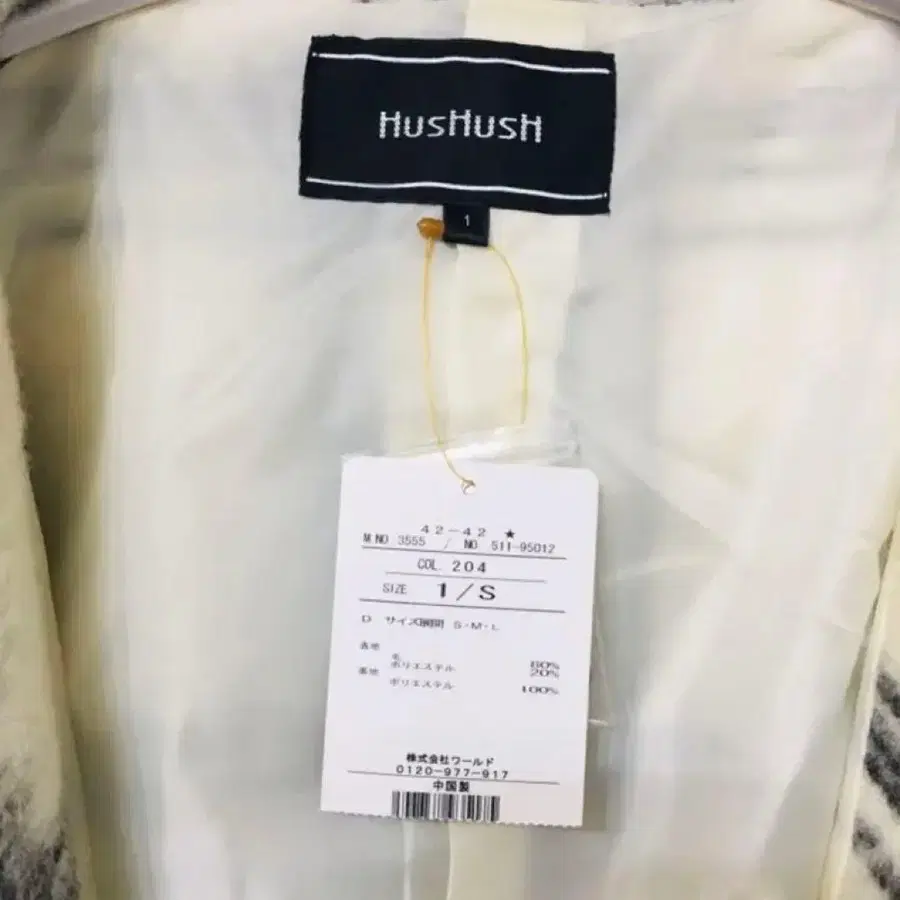 HusHusH
1
42-42 ★
M.NO 3555 / NO 511-95012
COL. 204
SIZE 1/S
D サイズ展開 S・M・L
表地
毛 80%
ポリエステル 20%
裏地
ポリエステル 100%
株式会社ワールド
0120-977-917
中国製